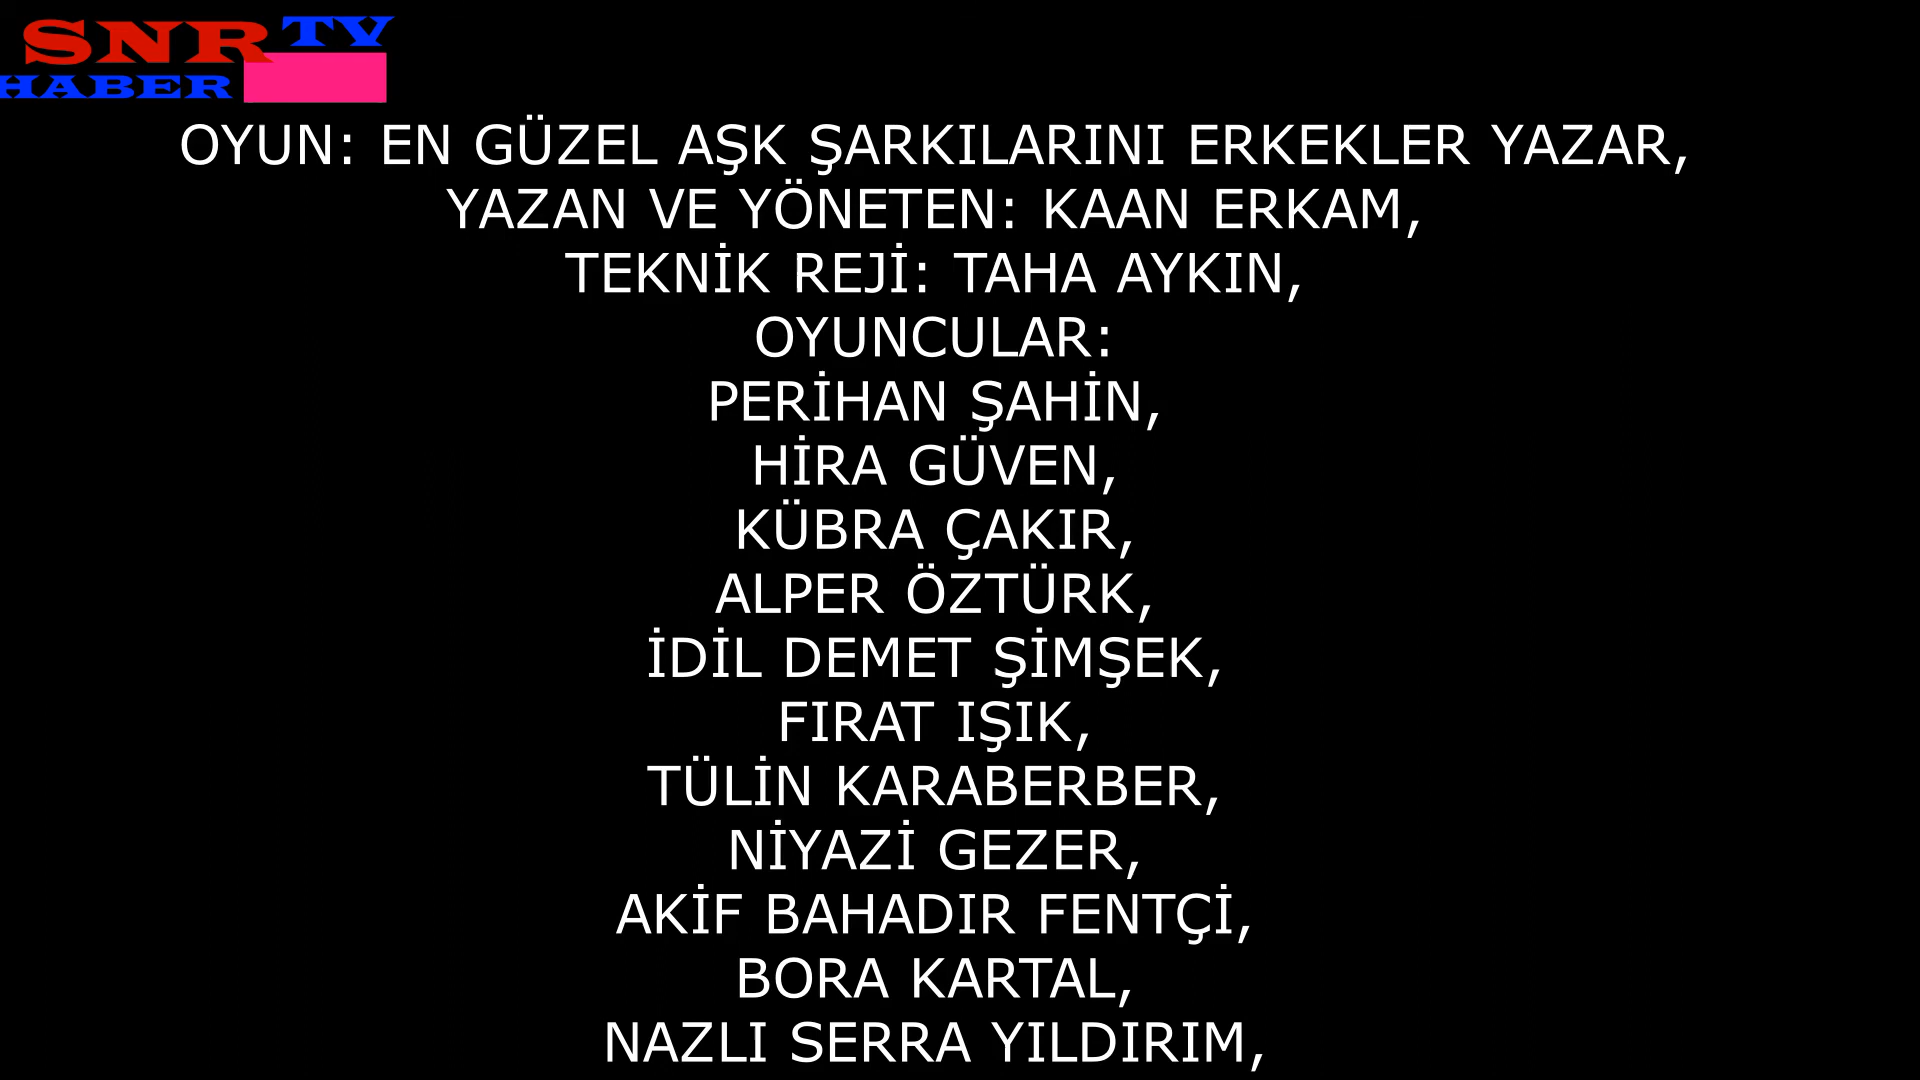 SNR TV
HABER
OYUN: EN GÜZEL AŞK ŞARKILARINI ERKEKLER YAZAR,
YAZAN VE YÖNETEN: KAAN ERKAM,
TEKNİK REJİ: TAHA AYKIN,
OYUNCULAR:
PERİHAN ŞAHİN,
HİRA GÜVEN,
KÜBRA ÇAKIR,
ALPER ÖZTÜRK,
İDİL DEMET ŞİMŞEK,
FIRAT IŞIK,
TÜLİN KARABERBER,
NİYAZİ GEZER,
AKİF BAHADIR FENTÇİ,
BORA KARTAL,
NAZLI SERRA YILDIRIM,